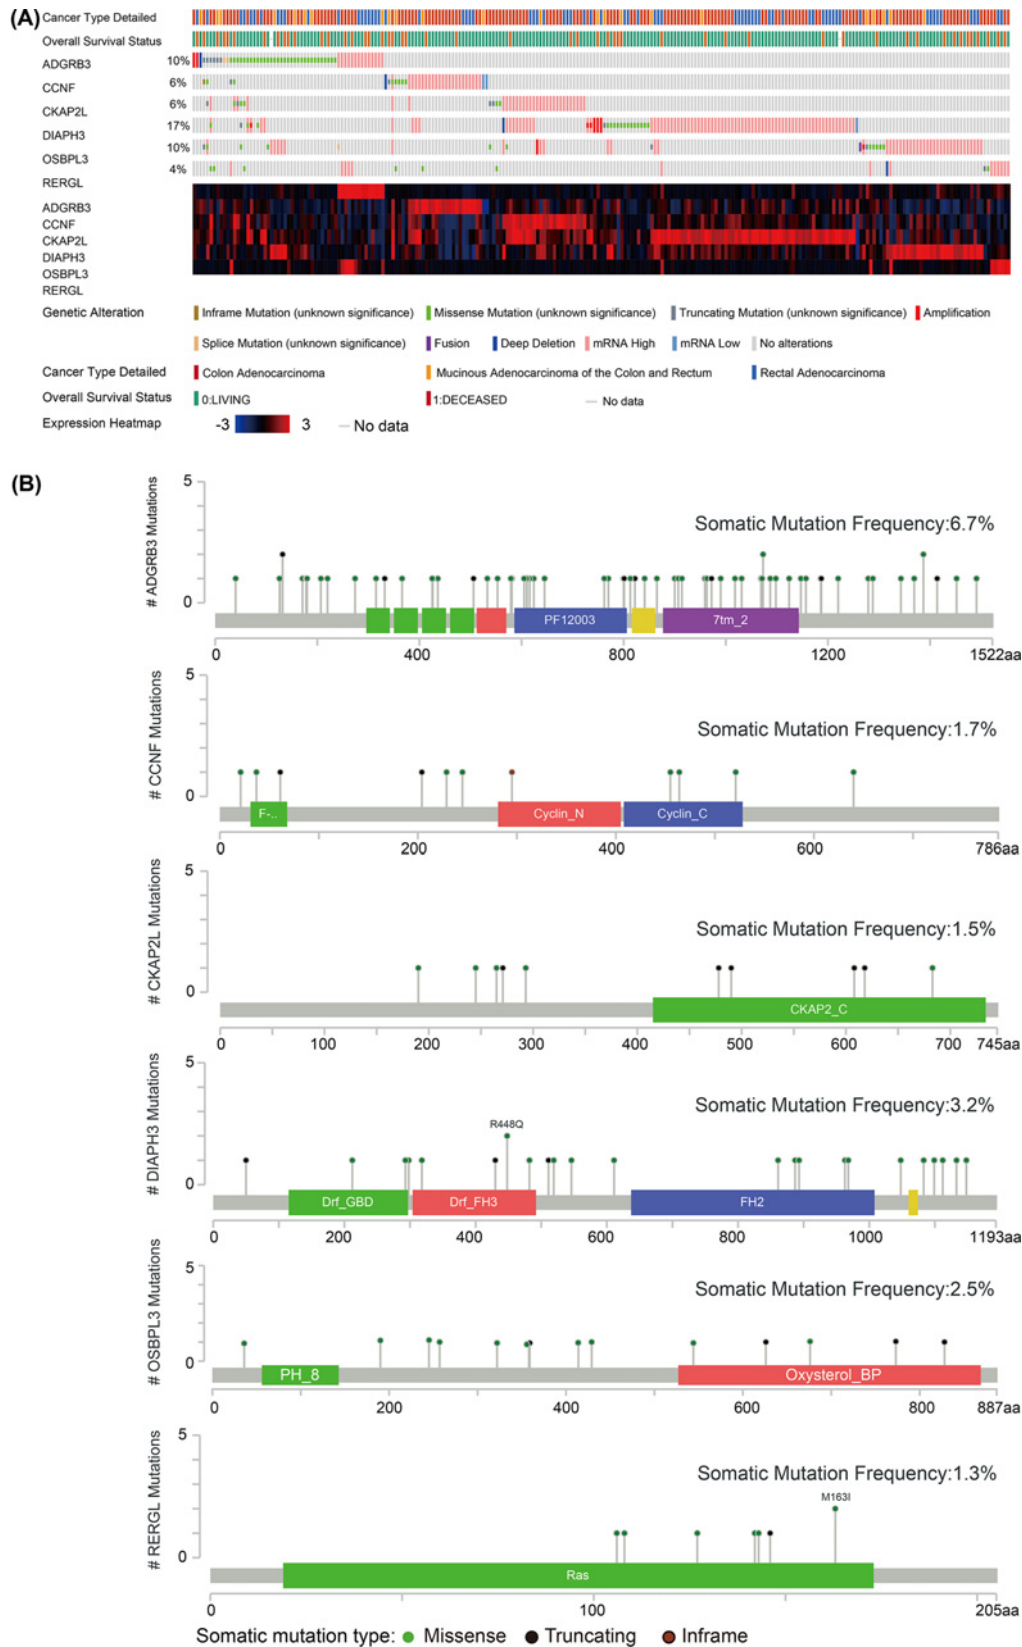 (A)
Cancer Type Detailed
Overall Survival Status
ADGRB3 10%
CCNF 6%
CKAP2L 6%
DIAPH3 17%
OSBPL3 10%
RERGL 4%
ADGRB3
CCNF
CKAP2L
DIAPH3
OSBPL3
RERGL
Genetic Alteration Inframe Mutation (unknown significance) Missense Mutation (unknown significance) Truncating Mutation (unknown significance) Amplification
Splice Mutation (unknown significance) Fusion Deep Deletion mRNA High mRNA Low No alterations
Cancer Type Detailed Colon Adenocarcinoma Mucinous Adenocarcinoma of the Colon and Rectum Rectal Adenocarcinoma
Overall Survival Status 0:LIVING 1:DECEASED No data
Expression Heatmap -3 3 No data
(B)
# ADGRB3 Mutations
5
0
Somatic Mutation Frequency:6.7%
PF12003 7tm_2
0 400 800 1200 1522aa
# CCNF Mutations
5
0
Somatic Mutation Frequency:1.7%
F-.. Cyclin_N Cyclin_C
0 200 400 600 786aa
# CKAP2L Mutations
5
0
Somatic Mutation Frequency:1.5%
CKAP2_C
0 100 200 300 400 500 600 700 745aa
# DIAPH3 Mutations
5
0
Somatic Mutation Frequency:3.2%
R448Q
Drf_GBD Drf_FH3 FH2
0 200 400 600 800 1000 1193aa
# OSBPL3 Mutations
5
0
Somatic Mutation Frequency:2.5%
PH_8 Oxysterol_BP
0 200 400 600 800 887aa
# RERGL Mutations
5
0
Somatic Mutation Frequency:1.3%
M163I
Ras
0 100 205aa
Somatic mutation type: Missense Truncating Inframe